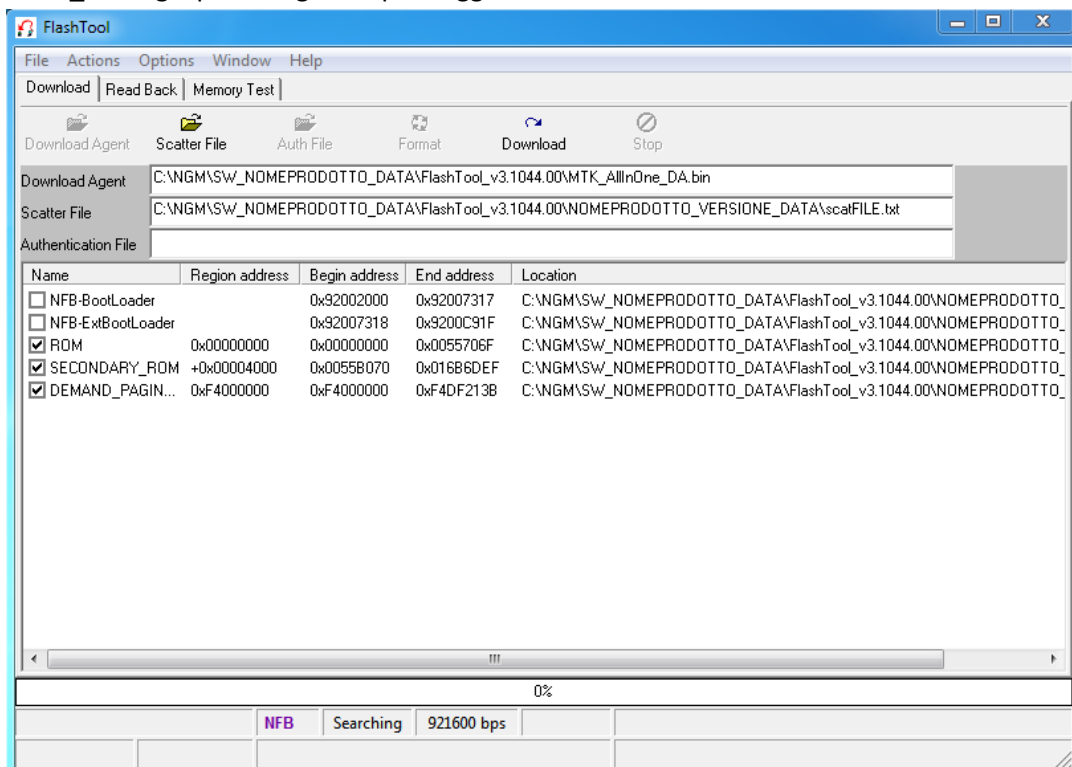 FlashTool
File Actions Options Window Help
Download Read Back Memory Test
Download Agent Scatter File Auth File Format Download Stop
Download Agent C:\NGM\SW_NOMEPRODOTTO_DATA\FlashTool_v3.1044.00\MTK_AllInOne_DA.bin
Scatter File C:\NGM\SW_NOMEPRODOTTO_DATA\FlashTool_v3.1044.00\NOMEPRODOTTO_VERSIONE_DATA\scatFILE.txt
Authentication File
Name Region address Begin address End address Location
NFB-BootLoader 0x92002000 0x92007317 C:\NGM\SW_NOMEPRODOTTO_DATA\FlashTool_v3.1044.00\NOMEPRODOTTO_
NFB-ExtBootLoader 0x92007318 0x9200C91F C:\NGM\SW_NOMEPRODOTTO_DATA\FlashTool_v3.1044.00\NOMEPRODOTTO_
ROM 0x00000000 0x00000000 0x0055706F C:\NGM\SW_NOMEPRODOTTO_DATA\FlashTool_v3.1044.00\NOMEPRODOTTO_
SECONDARY_ROM +0x00004000 0x0055B070 0x016B6DEF C:\NGM\SW_NOMEPRODOTTO_DATA\FlashTool_v3.1044.00\NOMEPRODOTTO_
DEMAND_PAGIN... 0xF4000000 0xF4000000 0xF4DF213B C:\NGM\SW_NOMEPRODOTTO_DATA\FlashTool_v3.1044.00\NOMEPRODOTTO_
0%
NFB Searching 921600 bps